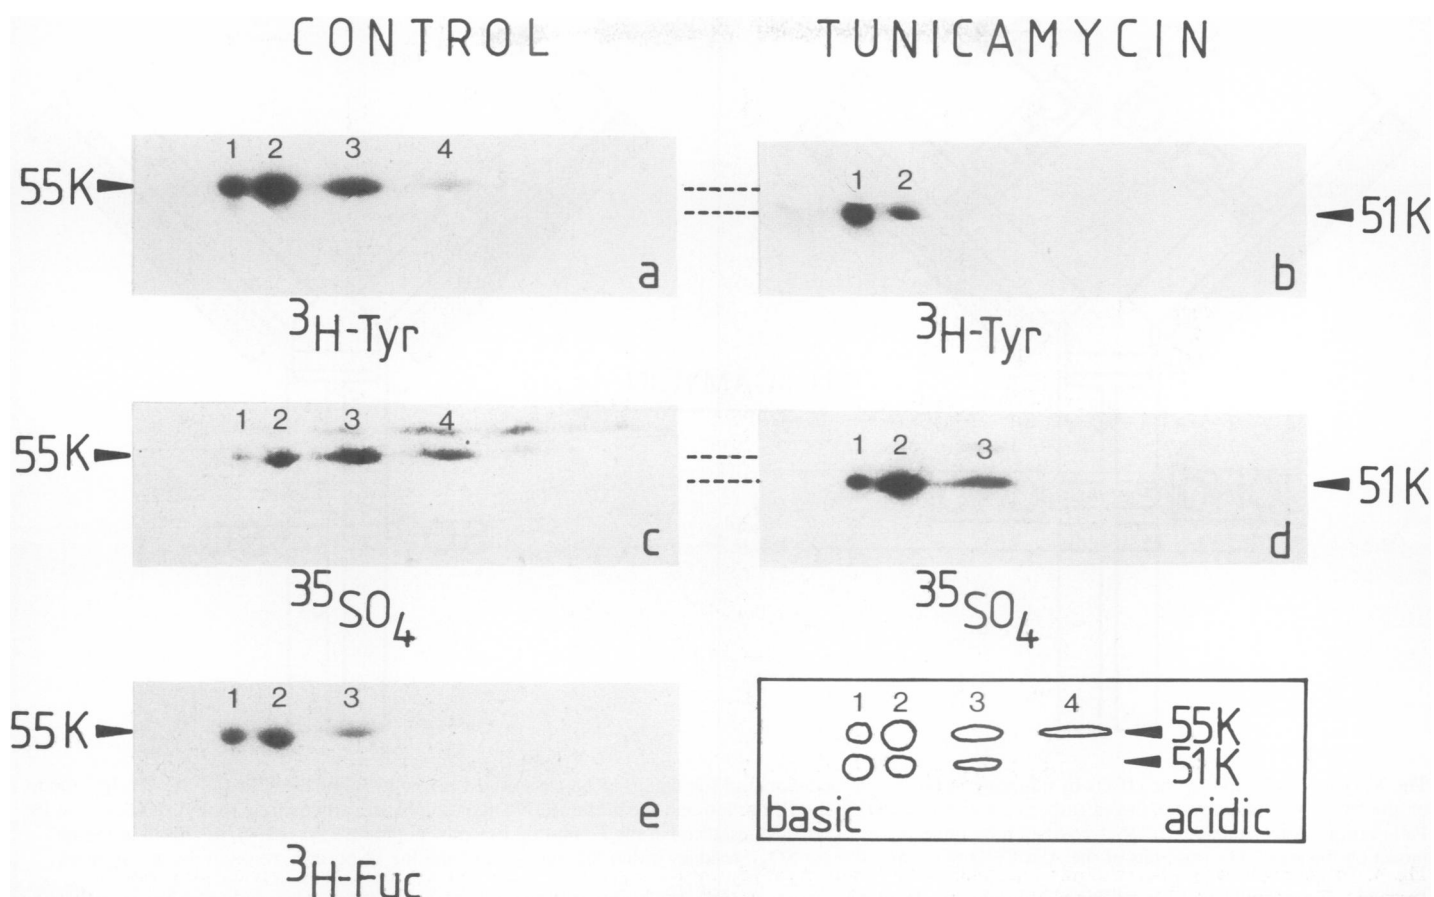 CONTROL TUNICAMYCIN
1 2 3 4
55K
a
1 2
51K
b
³H-Tyr ³H-Tyr
1 2 3 4
55K
c
1 2 3
51K
d
³⁵SO₄ ³⁵SO₄
1 2 3
55K
e
³H-Fuc
1 2 3 4
55K
51K
basic acidic